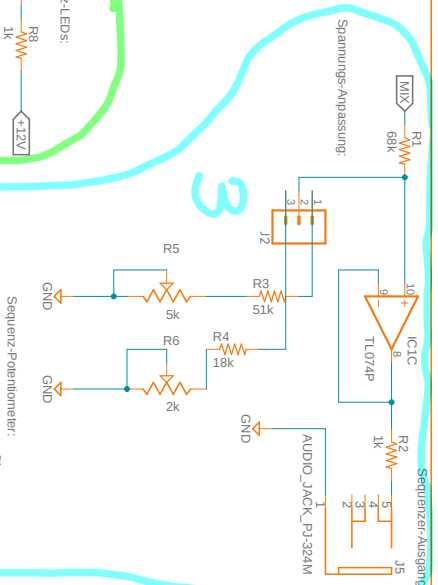 z-LEDs:
R8
1k
+12V
Spannungs-Anpassung:
MIX
R1
68k
3
3
2
1
J2
10
+
9
-
8
IC1C
TL074P
R5
5k
R3
51k
GND
R6
2k
R4
18k
GND
GND
R2
1k
AUDIO_JACK_PJ-324M
1
2
3
4
5
J5
Sequenzer-Ausgang
Sequenz-Potentiometer: